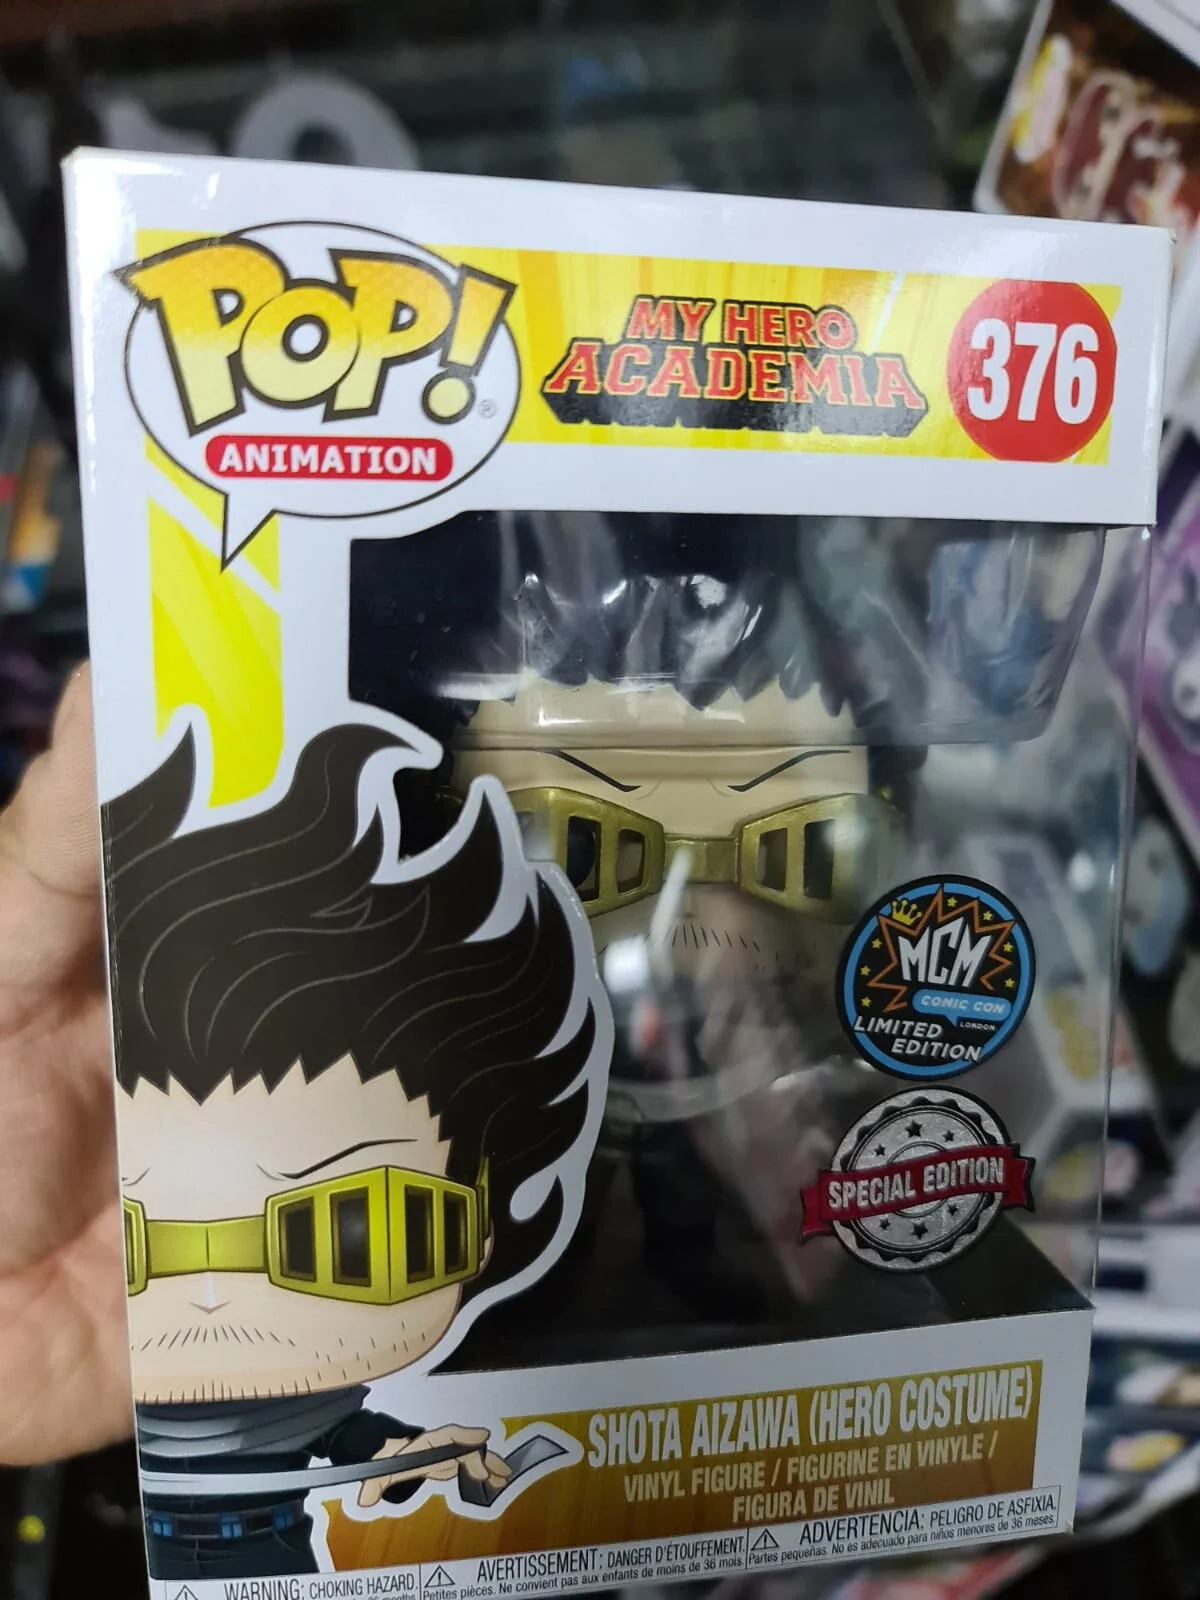 POP!
®
ANIMATION
MY HERO
ACADEMIA
376
MCM
COMIC CON
LONDON
LIMITED
EDITION
SPECIAL EDITION
SHOTA AIZAWA (HERO COSTUME)
VINYL FIGURE / FIGURINE EN VINYLE /
FIGURA DE VINIL
WARNING: CHOKING HAZARD.
AVERTISSEMENT: DANGER D'ÉTOUFFEMENT.
Petites pièces. Ne convient pas aux enfants de moins de 36 mois.
ADVERTENCIA: PELIGRO DE ASFIXIA.
Partes pequeñas. No es adecuado para niños menores de 36 meses.